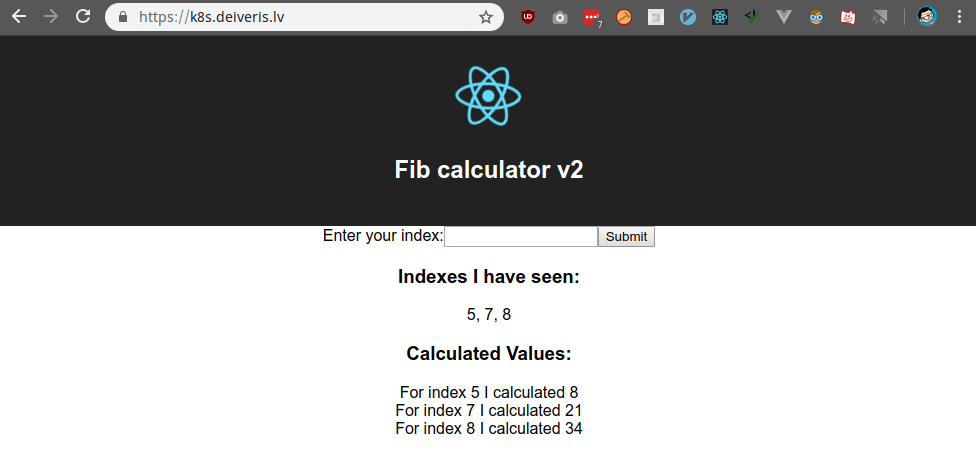 https://k8s.deiveris.lv
7
Fib calculator v2
Enter your index: Submit
Indexes I have seen:
5, 7, 8
Calculated Values:
For index 5 I calculated 8
For index 7 I calculated 21
For index 8 I calculated 34